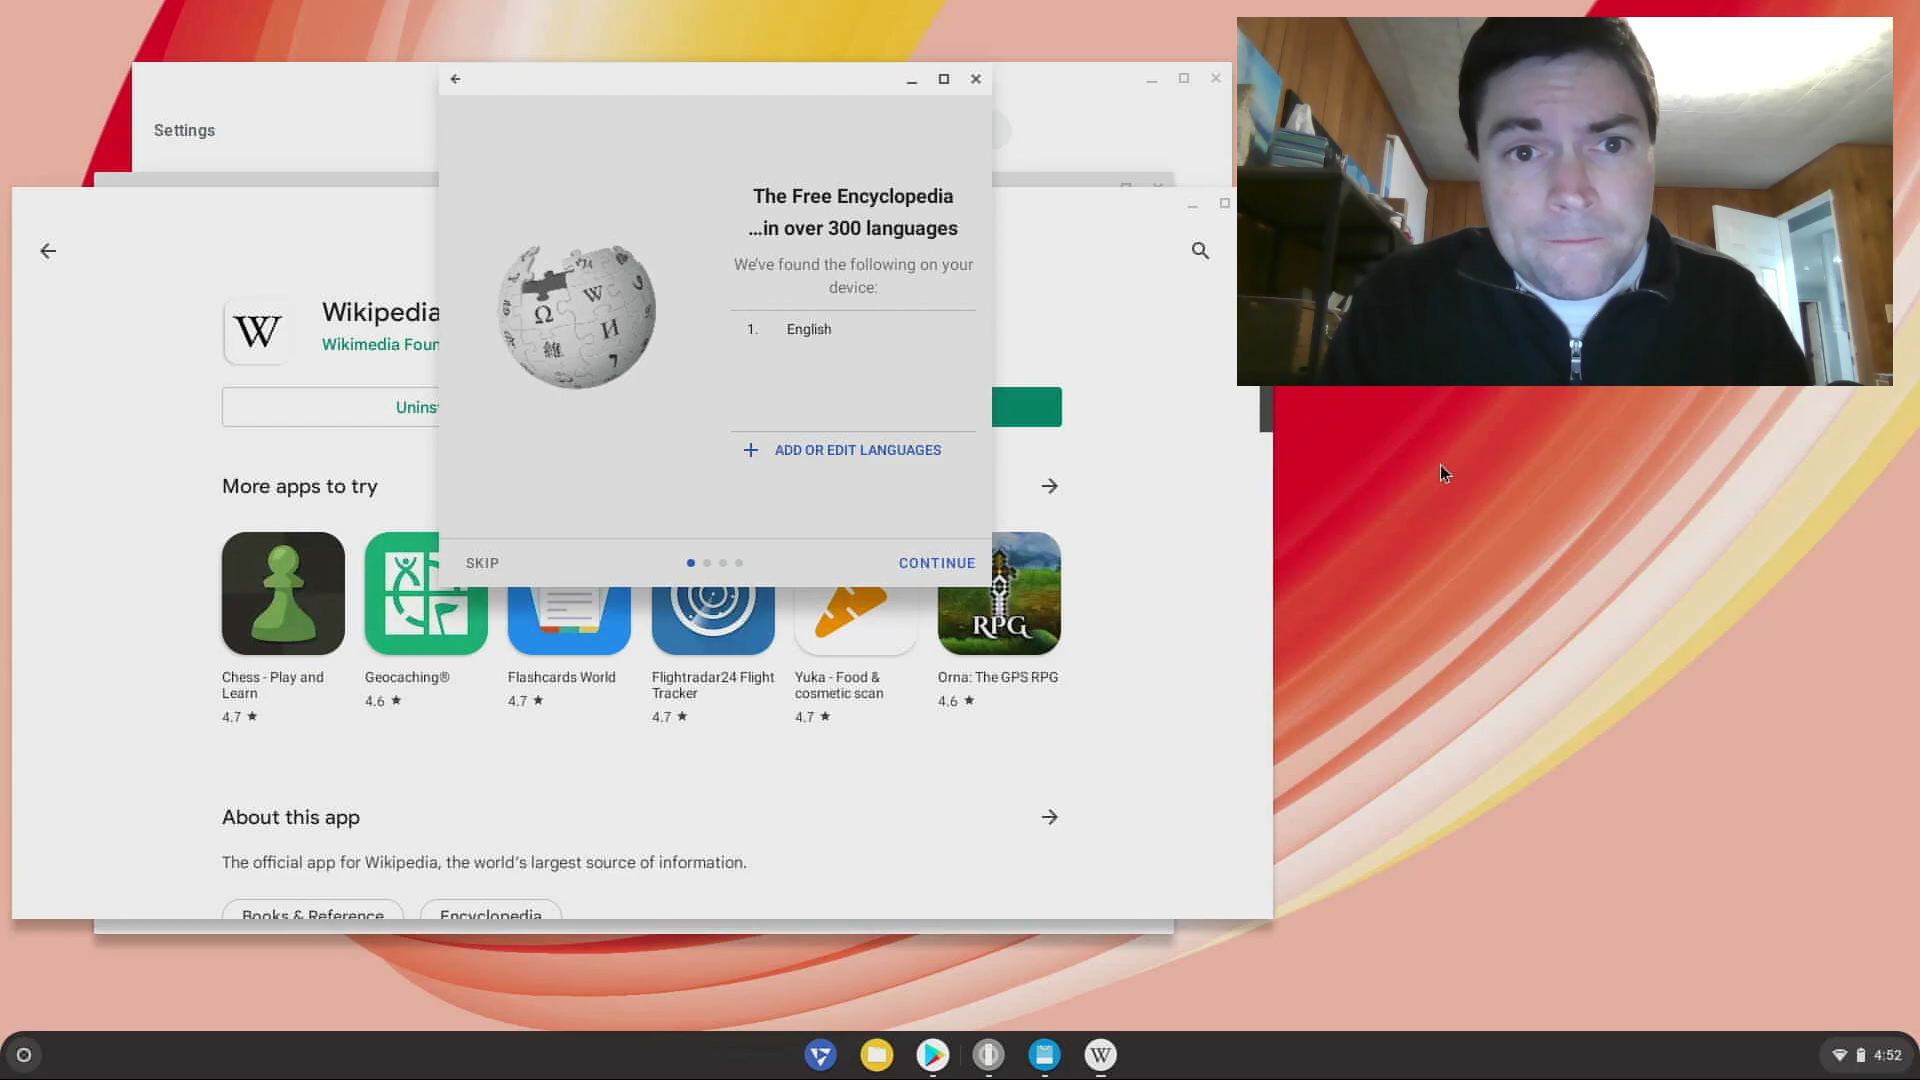 Settings
The Free Encyclopedia
...in over 300 languages
We've found the following on your
device:
1. English
ADD OR EDIT LANGUAGES
SKIP
CONTINUE
W
Wikipedia
Wikimedia Foun
Unins
More apps to try
RPG
Chess - Play and
Learn
4.7 ★
Geocaching®
4.6 ★
Flashcards World
4.7 ★
Flightradar24 Flight
Tracker
4.7 ★
Yuka - Food &
cosmetic scan
4.7 ★
Orna: The GPS RPG
4.6 ★
About this app
The official app for Wikipedia, the world's largest source of information.
Books & Reference
Encyclopedia
W
4:52